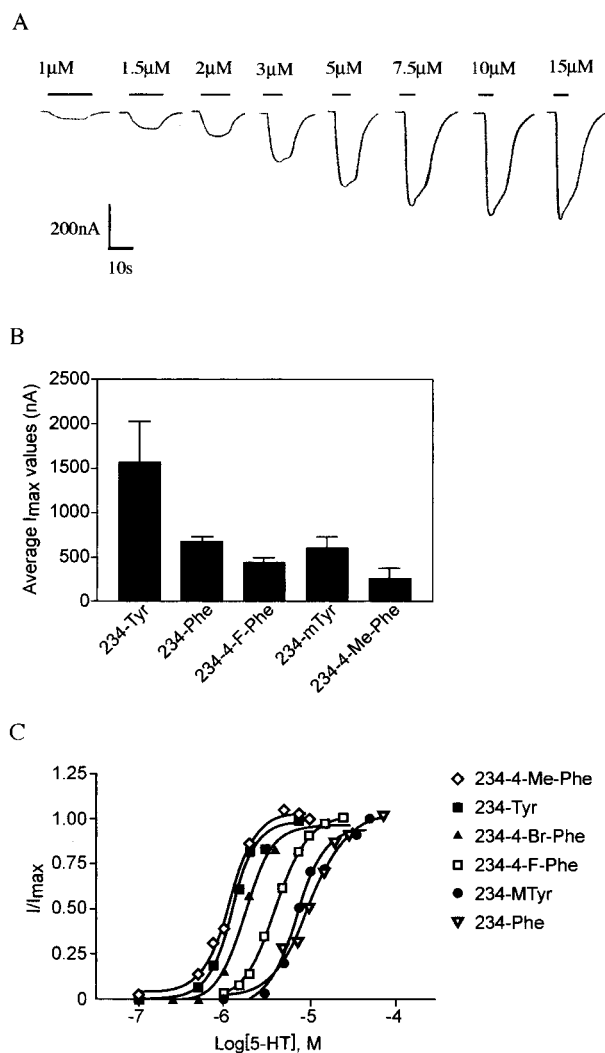 A
1µM 1.5µM 2µM 3µM 5µM 7.5µM 10µM 15µM
200nA
10s
B
Average Imax values (nA)
2500
2000
1500
1000
500
0
234-Tyr
234-Phe
234-4-F-Phe
234-mTyr
234-4-Me-Phe
C
I/Imax
1.25
1.00
0.75
0.50
0.25
0
-7 -6 -5 -4
Log[5-HT], M
234-4-Me-Phe
234-Tyr
234-4-Br-Phe
234-4-F-Phe
234-MTyr
234-Phe